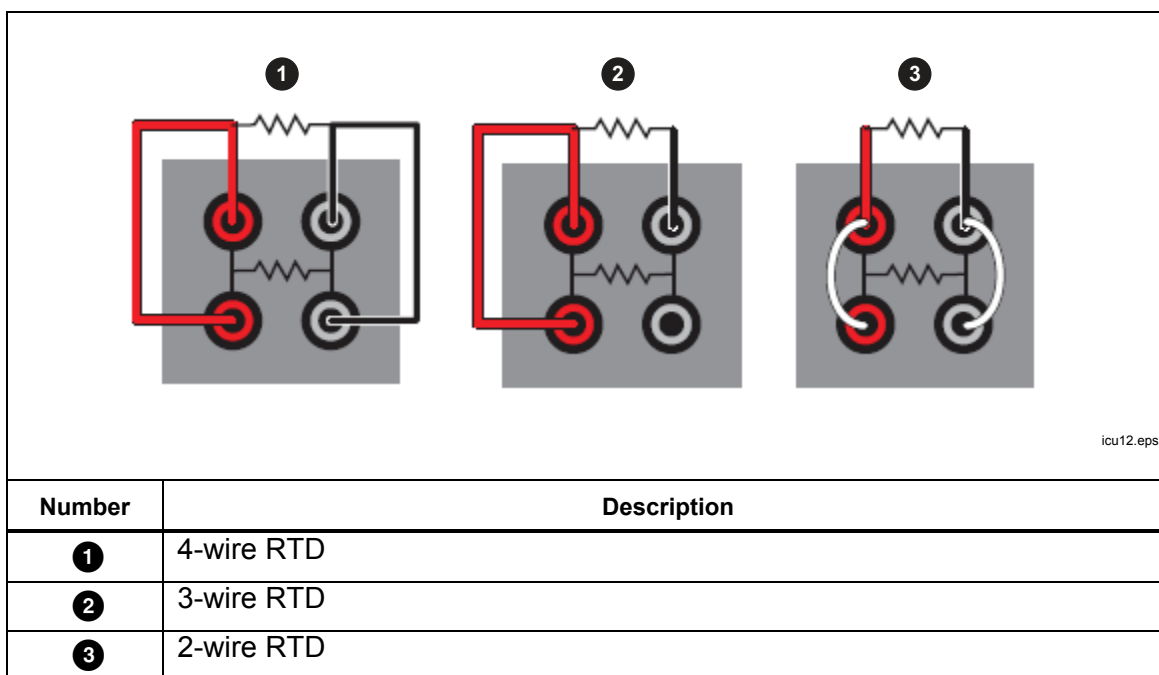 1 2 3
icu12.eps
Number Description
1 4-wire RTD
2 3-wire RTD
3 2-wire RTD